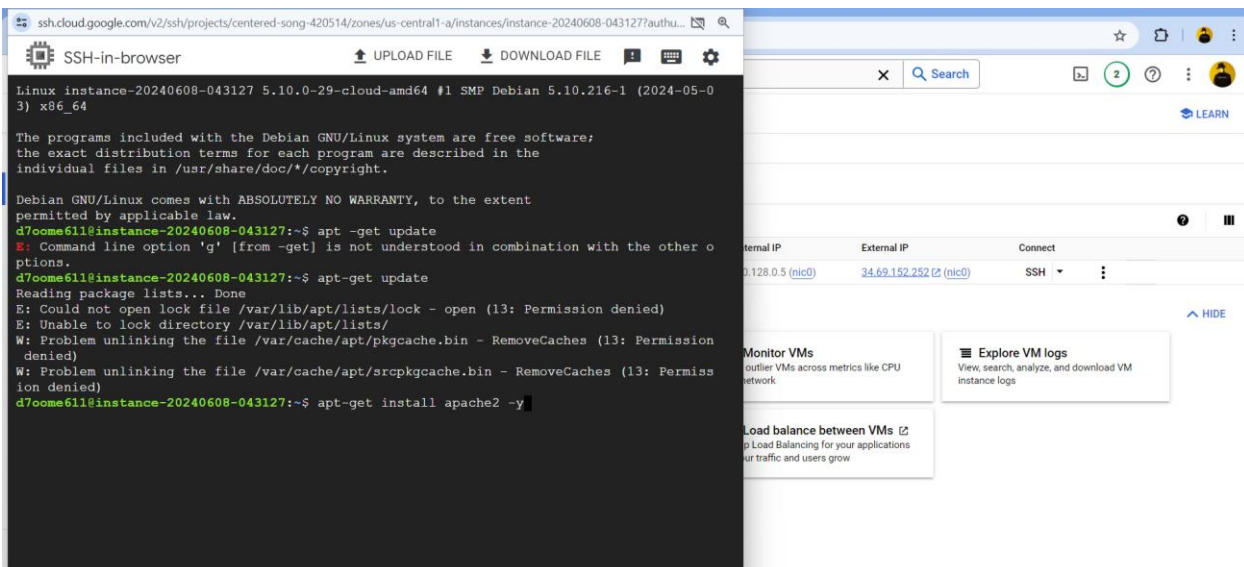 ssh.cloud.google.com/v2/ssh/projects/centered-song-420514/zones/us-central1-a/instances/instance-20240608-043127?authu...
SSH-in-browser
UPLOAD FILE
DOWNLOAD FILE
Linux instance-20240608-043127 5.10.0-29-cloud-amd64 #1 SMP Debian 5.10.216-1 (2024-05-0
3) x86_64
The programs included with the Debian GNU/Linux system are free software;
the exact distribution terms for each program are described in the
individual files in /usr/share/doc/*/copyright.
Debian GNU/Linux comes with ABSOLUTELY NO WARRANTY, to the extent
permitted by applicable law.
d7oome611@instance-20240608-043127:~$ apt -get update
E: Command line option 'g' [from -get] is not understood in combination with the other o
ptions.
d7oome611@instance-20240608-043127:~$ apt-get update
Reading package lists... Done
E: Could not open lock file /var/lib/apt/lists/lock - open (13: Permission denied)
E: Unable to lock directory /var/lib/apt/lists/
W: Problem unlinking the file /var/cache/apt/pkgcache.bin - RemoveCaches (13: Permission
denied)
W: Problem unlinking the file /var/cache/apt/srcpkgcache.bin - RemoveCaches (13: Permiss
ion denied)
d7oome611@instance-20240608-043127:~$ apt-get install apache2 -y
Search
2
LEARN
ternal IP
External IP
Connect
0.128.0.5 (nic0)
34.69.152.252 (nic0)
SSH
HIDE
Monitor VMs
outlier VMs across metrics like CPU
network
Explore VM logs
View, search, analyze, and download VM
instance logs
Load balance between VMs
p Load Balancing for your applications
ur traffic and users grow